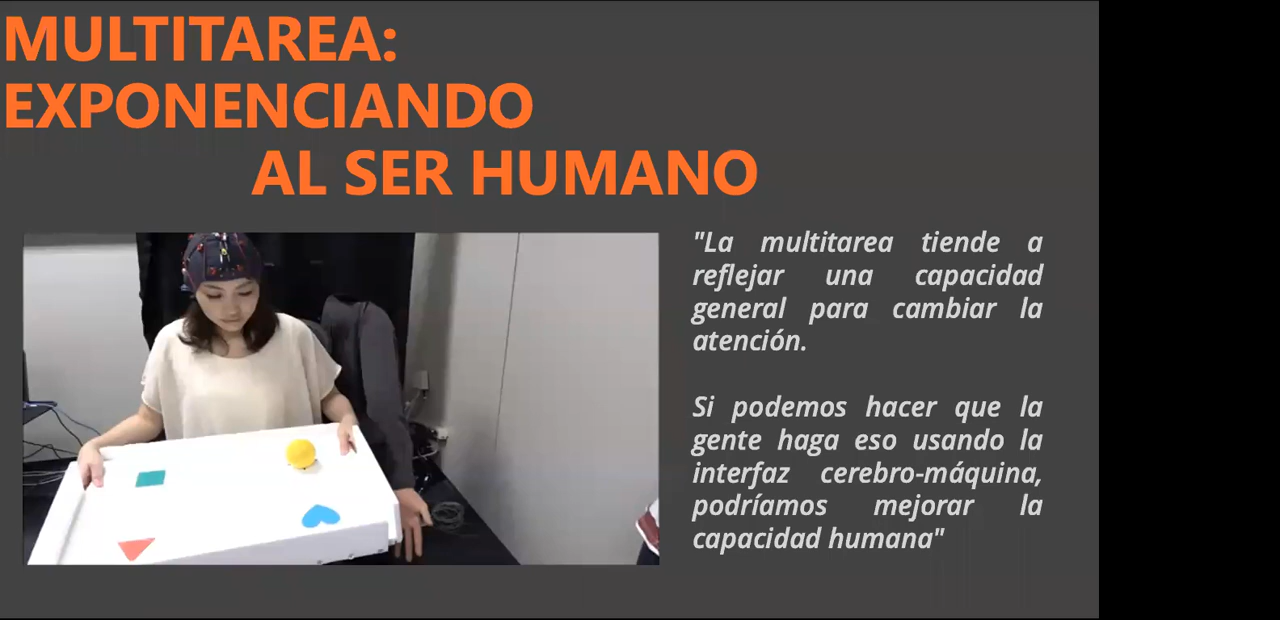 MULTITAREA:
EXPONENCIANDO
AL SER HUMANO
"La multitarea tiende a
reflejar una capacidad
general para cambiar la
atención.
Si podemos hacer que la
gente haga eso usando la
interfaz cerebro-máquina,
podríamos mejorar la
capacidad humana"